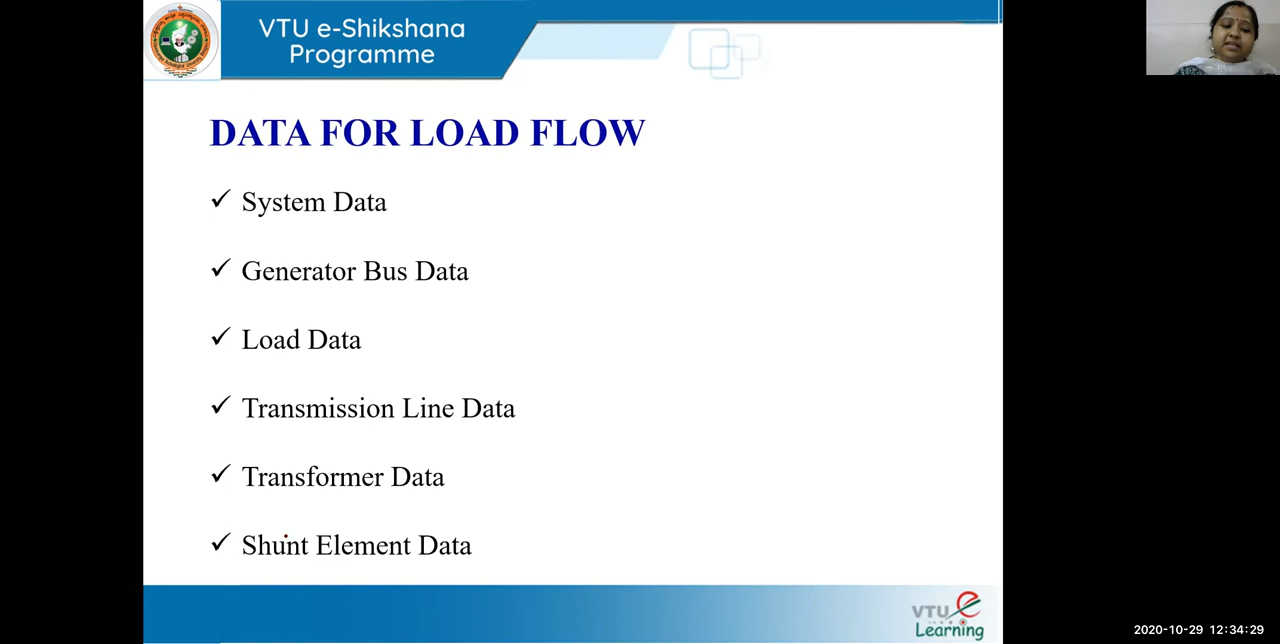 VTU e-Shikshana
Programme
DATA FOR LOAD FLOW
✓ System Data
✓ Generator Bus Data
✓ Load Data
✓ Transmission Line Data
✓ Transformer Data
✓ Shunt Element Data
VTU e
Learning
2020-10-29 12:34:29